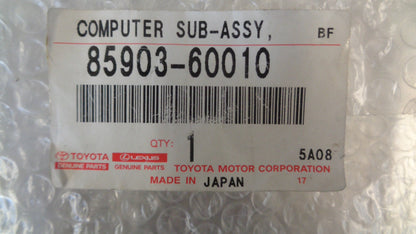 COMPUTER SUB-ASSY, BF
85903-60010
QTY: 1 5A08
TOYOTA LEXUS TOYOTA MOTOR CORPORATION
GENUINE PARTS GENUINE PARTS
MADE IN JAPAN 17